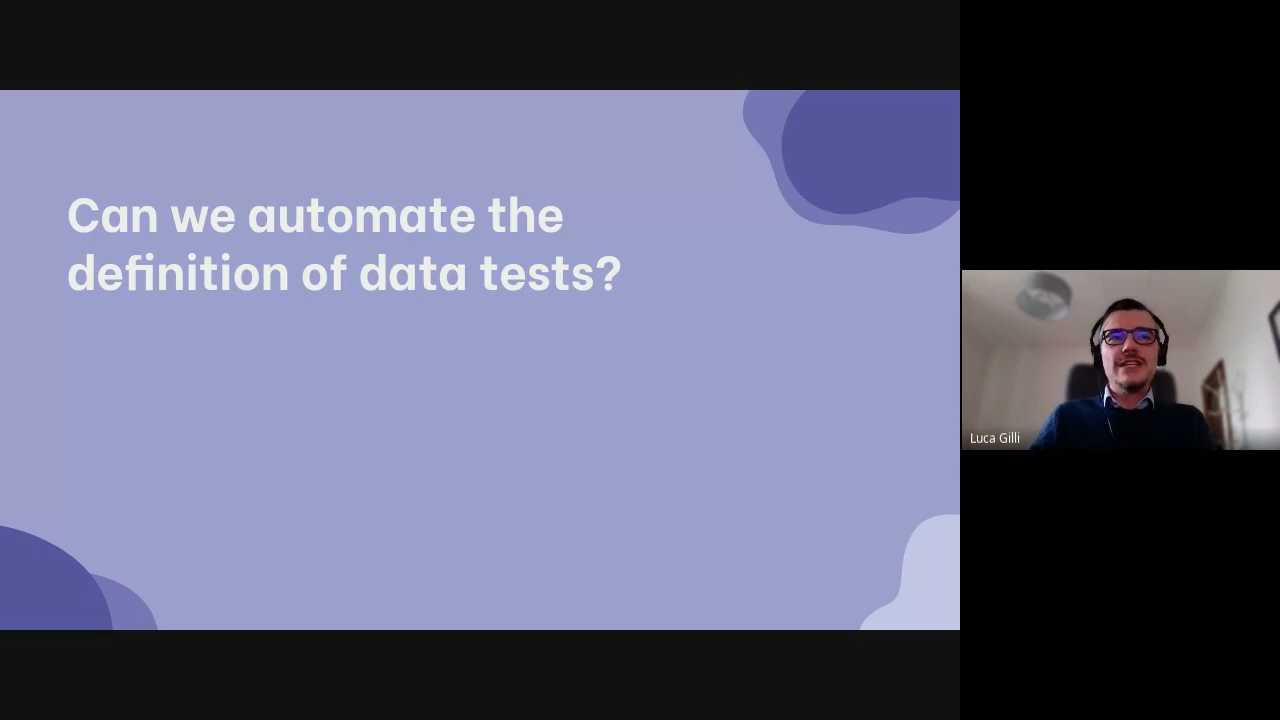 Can we automate the
definition of data tests?
Luca Gilli